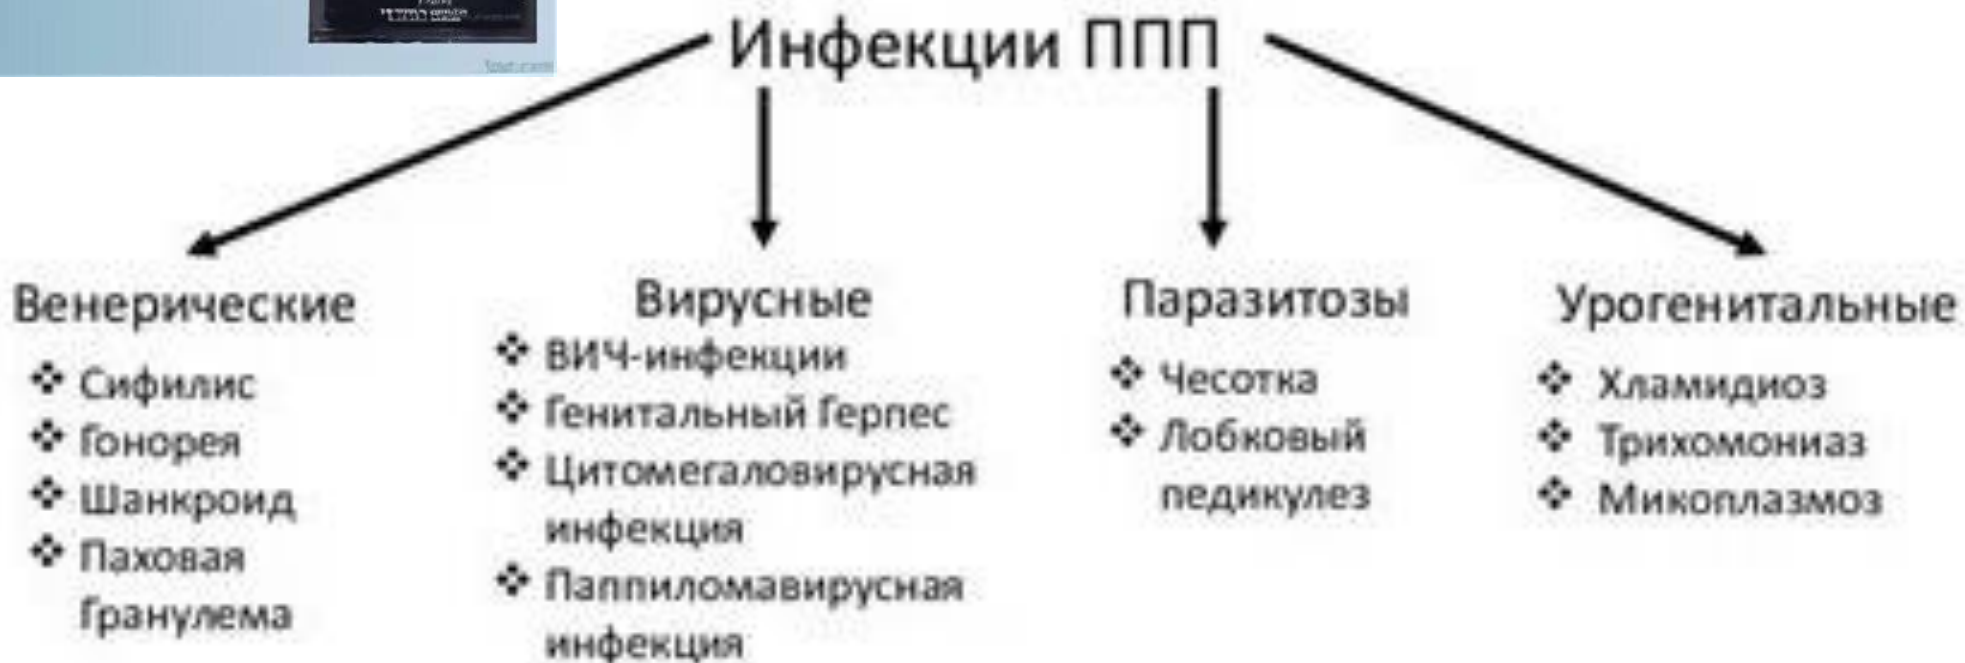 Инфекции ППП
Венерические
❖ Сифилис
❖ Гонорея
❖ Шанкроид
❖ Паховая
Гранулема
Вирусные
❖ ВИЧ-инфекции
❖ Генитальный Герпес
❖ Цитомегаловирусная
инфекция
❖ Паппиломавирусная
инфекция
Паразитозы
❖ Чесотка
❖ Лобковый
педикулез
Урогенитальные
❖ Хламидиоз
❖ Трихомониаз
❖ Микоплазмоз